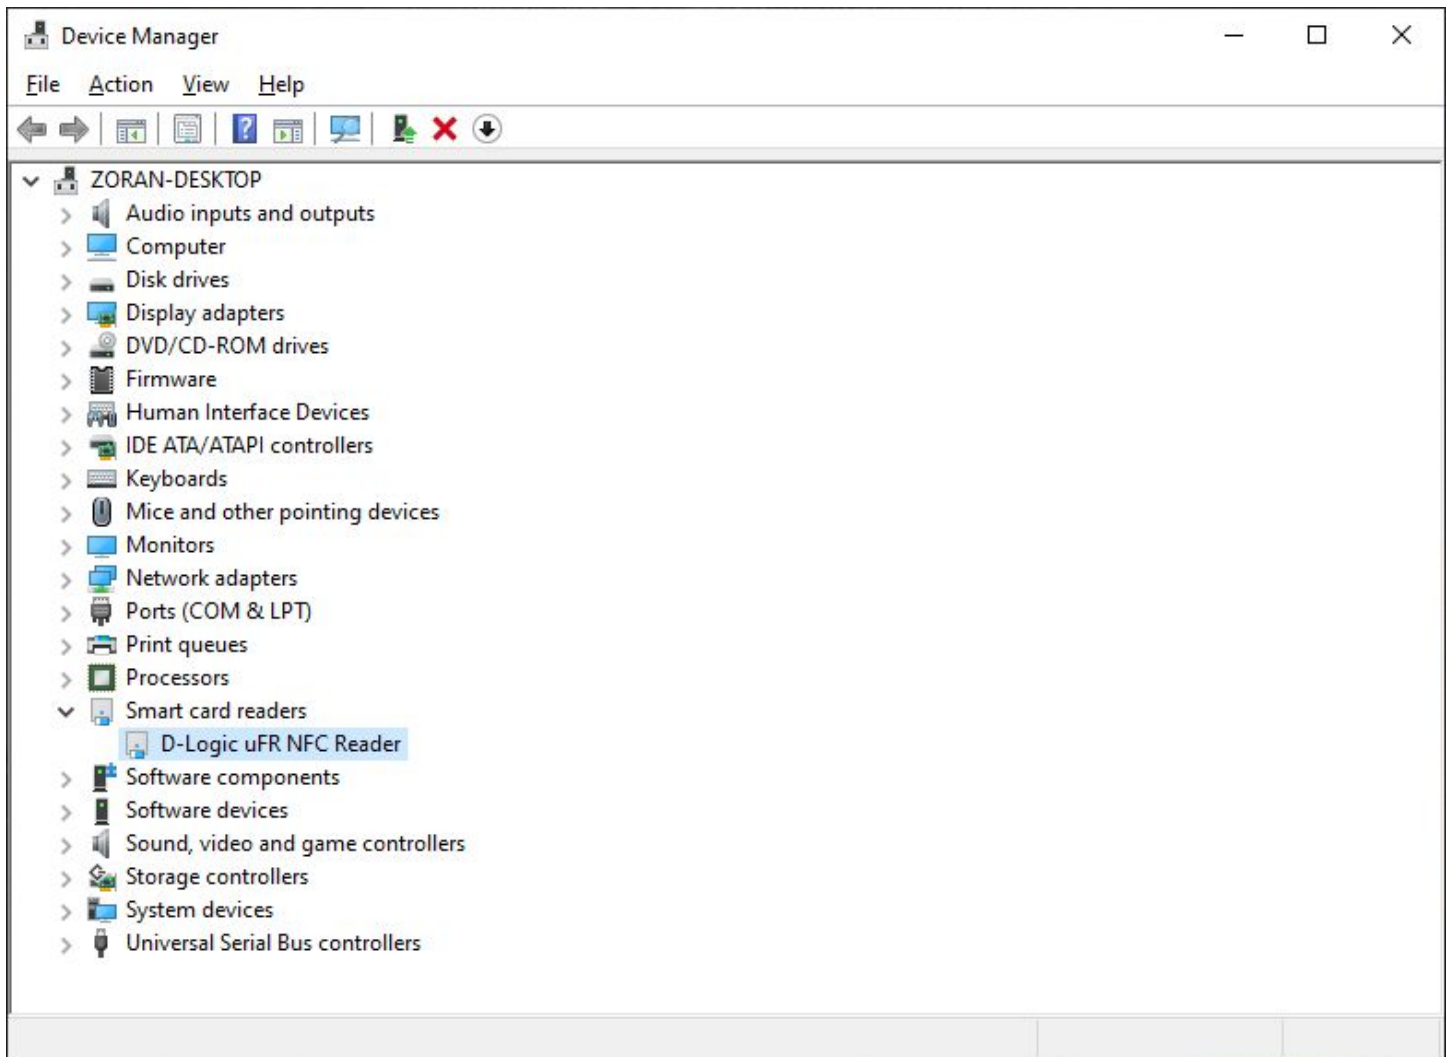 Device Manager
File Action View Help
ZORAN-DESKTOP
Audio inputs and outputs
Computer
Disk drives
Display adapters
DVD/CD-ROM drives
Firmware
Human Interface Devices
IDE ATA/ATAPI controllers
Keyboards
Mice and other pointing devices
Monitors
Network adapters
Ports (COM & LPT)
Print queues
Processors
Smart card readers
D-Logic uFR NFC Reader
Software components
Software devices
Sound, video and game controllers
Storage controllers
System devices
Universal Serial Bus controllers